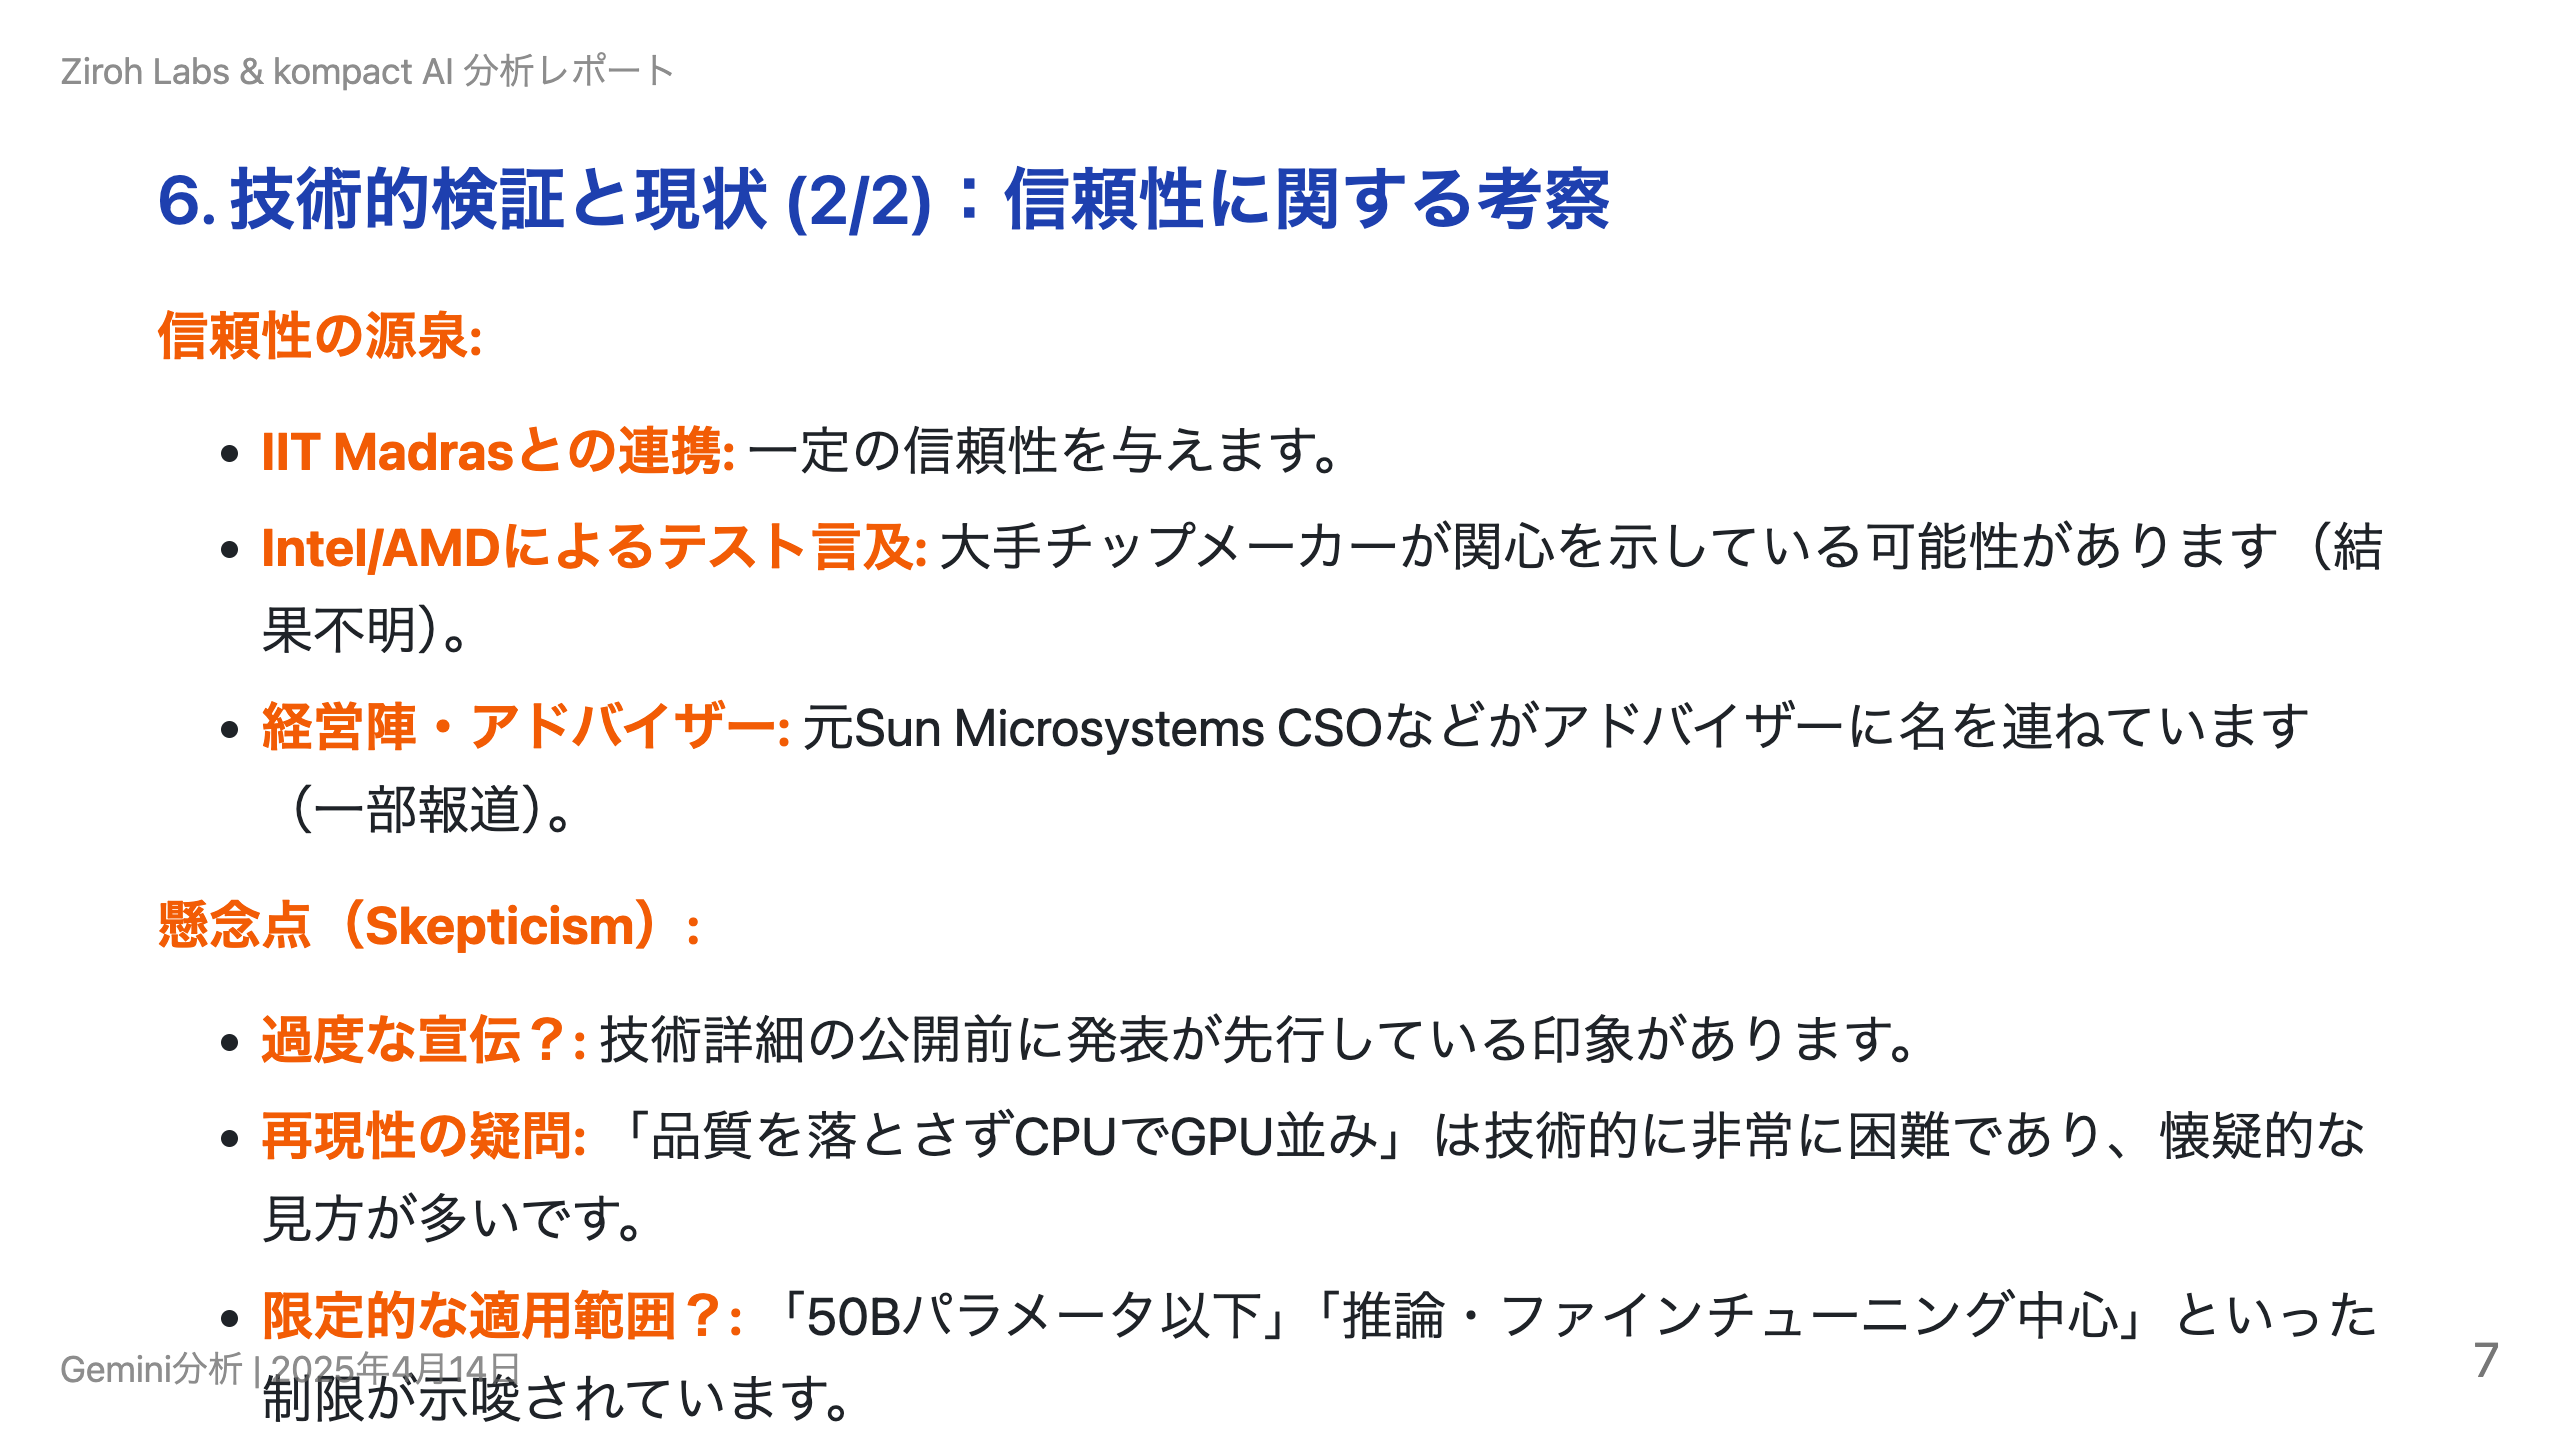 Ziroh Labs & kompact AI 分析レポート
6. 技術的検証と現状 (2/2)：信頼性に関する考察
信頼性の源泉:
• IIT Madrasとの連携: 一定の信頼性を与えます。
• Intel/AMDによるテスト言及: 大手チップメーカーが関心を示している可能性があります（結
果不明）。
• 経営陣・アドバイザー: 元Sun Microsystems CSOなどがアドバイザーに名を連ねています
（一部報道）。
懸念点（Skepticism）:
• 過度な宣伝？: 技術詳細の公開前に発表が先行している印象があります。
• 再現性の疑問: 「品質を落とさずCPUでGPU並み」は技術的に非常に困難であり、懐疑的な
見方が多いです。
• 限定的な適用範囲？: 「50Bパラメータ以下」「推論・ファインチューニング中心」といった
制限が示唆されています。
Gemini分析 | 2025年4月14日
7